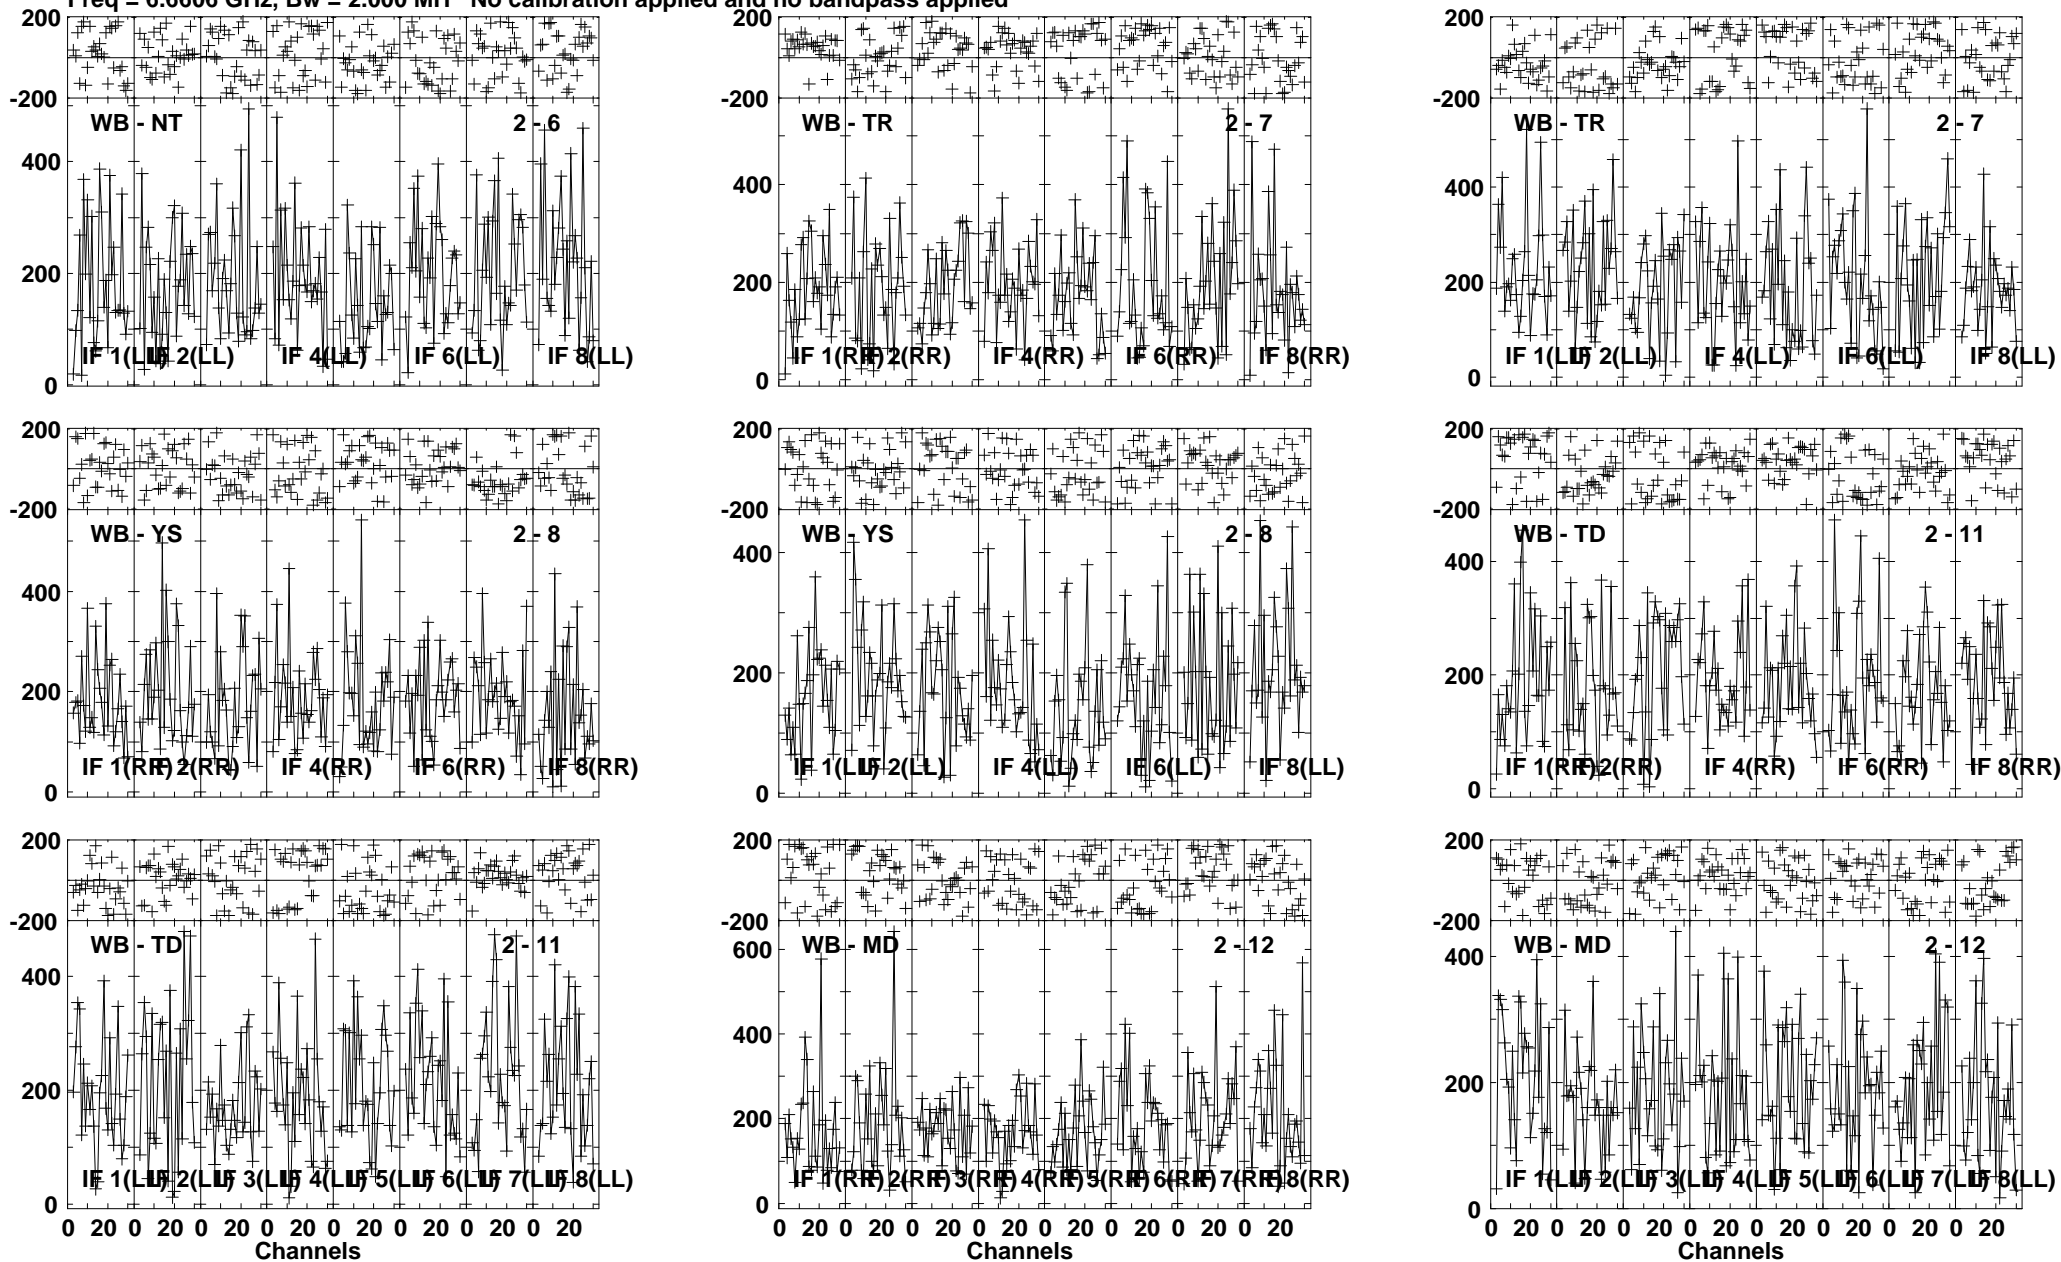 Freq = 6.6606 GHz, Bw = 2.000 MH No calibration applied and no bandpass applied
200 200 200
-200 -200 -200
WB - NT 2 - 6 WB - TR 2 - 7 WB - TR 2 - 7
400 400 400
200 200 200
IF 1(LL) IF 2(LL) IF 4(LL) IF 6(LL) IF 8(LL) IF 1(RR) IF 2(RR) IF 4(RR) IF 6(RR) IF 8(RR) IF 1(LL) IF 2(LL) IF 4(LL) IF 6(LL) IF 8(LL)
0 0 0
200 200 200
-200 -200 -200
WB - YS 2 - 8 WB - YS 2 - 8 WB - TD 2 - 11
400 400 400
200 200 200
IF 1(RR) IF 2(RR) IF 4(RR) IF 6(RR) IF 8(RR) IF 1(LL) IF 2(LL) IF 4(LL) IF 6(LL) IF 8(LL) IF 1(RR) IF 2(RR) IF 4(RR) IF 6(RR) IF 8(RR)
0 0 0
200 200 200
-200 -200 -200
WB - TD 2 - 11 WB - MD 2 - 12 WB - MD 2 - 12
400 600 400
200 400 200
200
IF 1(LL) IF 2(LL) IF 3(LL) IF 4(LL) IF 5(LL) IF 6(LL) IF 7(LL) IF 8(LL) IF 1(RR) IF 2(RR) IF 3(RR) IF 4(RR) IF 5(RR) IF 6(RR) IF 7(RR) IF 8(RR) IF 1(LL) IF 2(LL) IF 3(LL) IF 4(LL) IF 5(LL) IF 6(LL) IF 7(LL) IF 8(LL)
0 0 0
0 20 0 20 0 20 0 20 0 20 0 20 0 20 0 20 0 20 0 20 0 20 0 20 0 20 0 20 0 20 0 20 0 20 0 20 0 20 0 20 0 20 0 20 0 20 0 20
Channels Channels